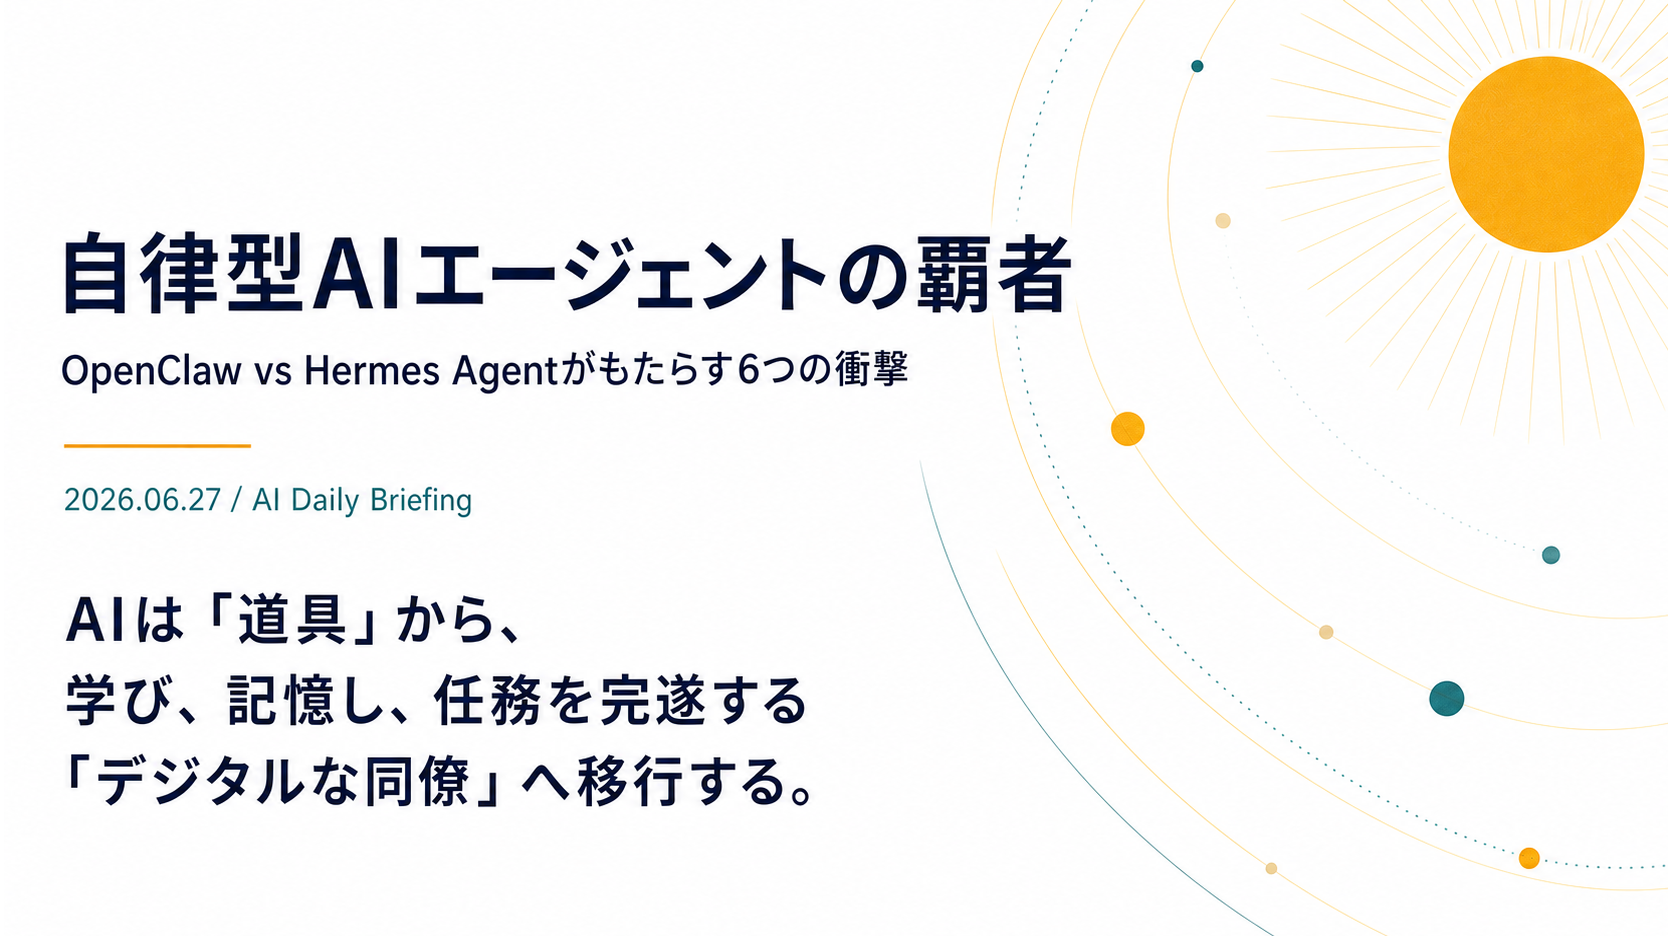 自律型AIエージェントの覇者
OpenClaw vs Hermes Agentがもたらす6つの衝撃
2026.06.27 / AI Daily Briefing
AIは「道具」から、
学び、記憶し、任務を完遂する
「デジタルな同僚」へ移行する。